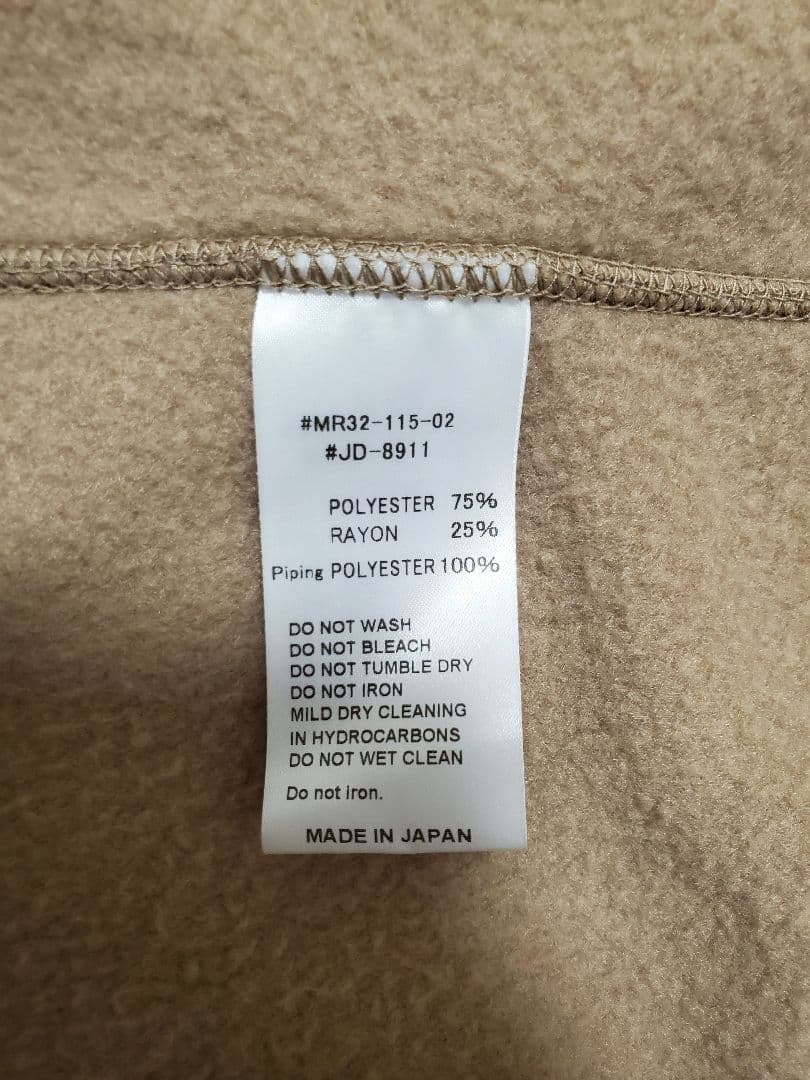 #MR32-115-02
#JD-8911
POLYESTER 75%
RAYON 25%
Piping POLYESTER 100%
DO NOT WASH
DO NOT BLEACH
DO NOT TUMBLE DRY
DO NOT IRON
MILD DRY CLEANING
IN HYDROCARBONS
DO NOT WET CLEAN
Do not iron.
MADE IN JAPAN